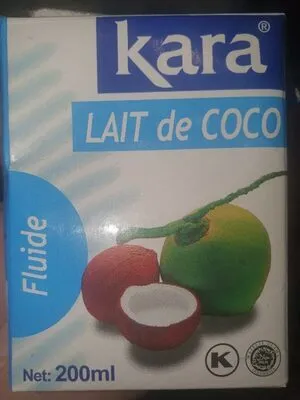 kara®
LAIT de COCO
Fluide
K
Net: 200ml